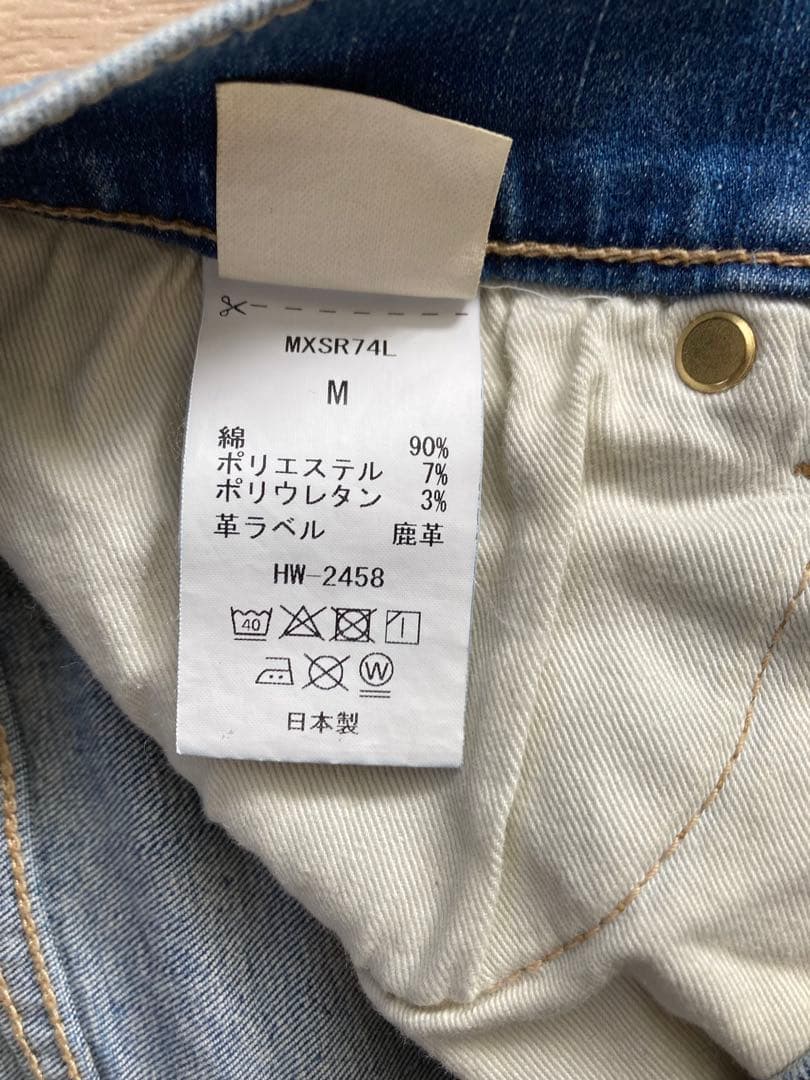 MXSR74L
M
綿 90%
ポリエステル 7%
ポリウレタン 3%
革ラベル 鹿革
HW-2458
40
W
日本製